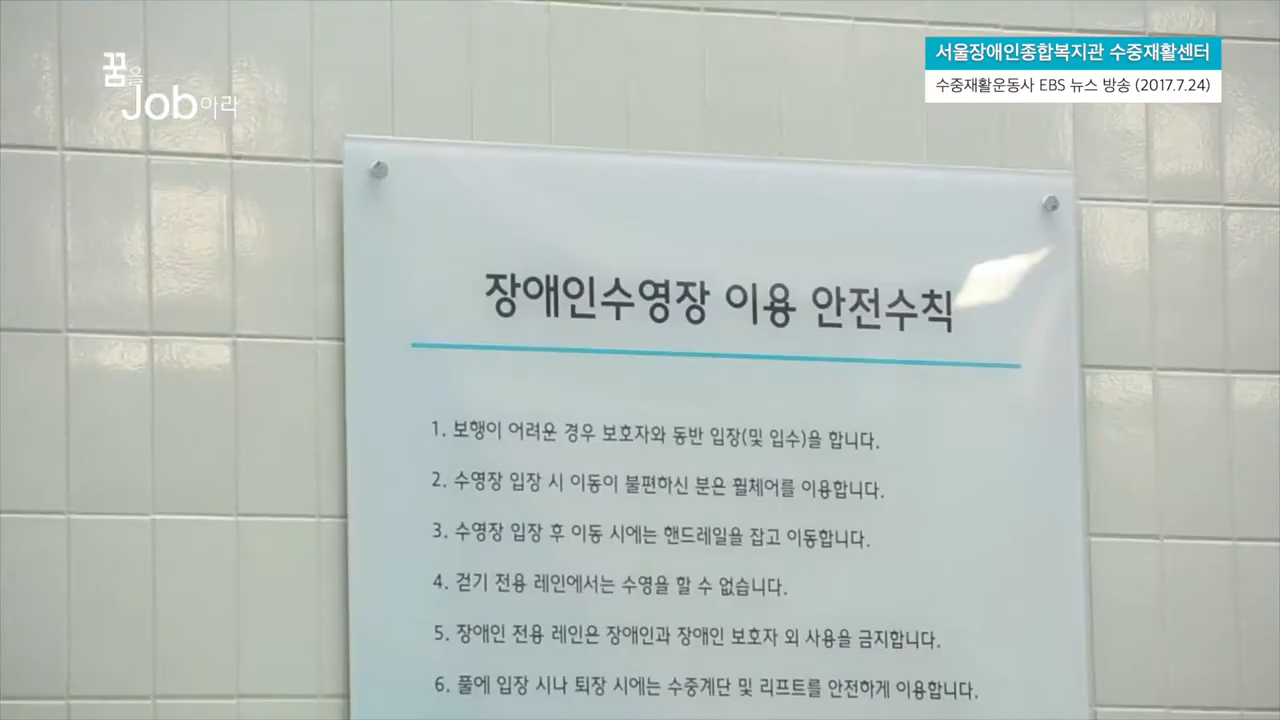 꿈을
Job아라
서울장애인종합복지관 수중재활센터
수중재활운동사 EBS 뉴스 방송 (2017.7.24)
장애인수영장 이용 안전수칙
1. 보행이 어려운 경우 보호자와 동반 입장(및 입수)을 합니다.
2. 수영장 입장 시 이동이 불편하신 분은 휠체어를 이용합니다.
3. 수영장 입장 후 이동 시에는 핸드레일을 잡고 이동합니다.
4. 걷기 전용 레인에서는 수영을 할 수 없습니다.
5. 장애인 전용 레인은 장애인과 장애인 보호자 외 사용을 금지합니다.
6. 풀에 입장 시나 퇴장 시에는 수중계단 및 리프트를 안전하게 이용합니다.